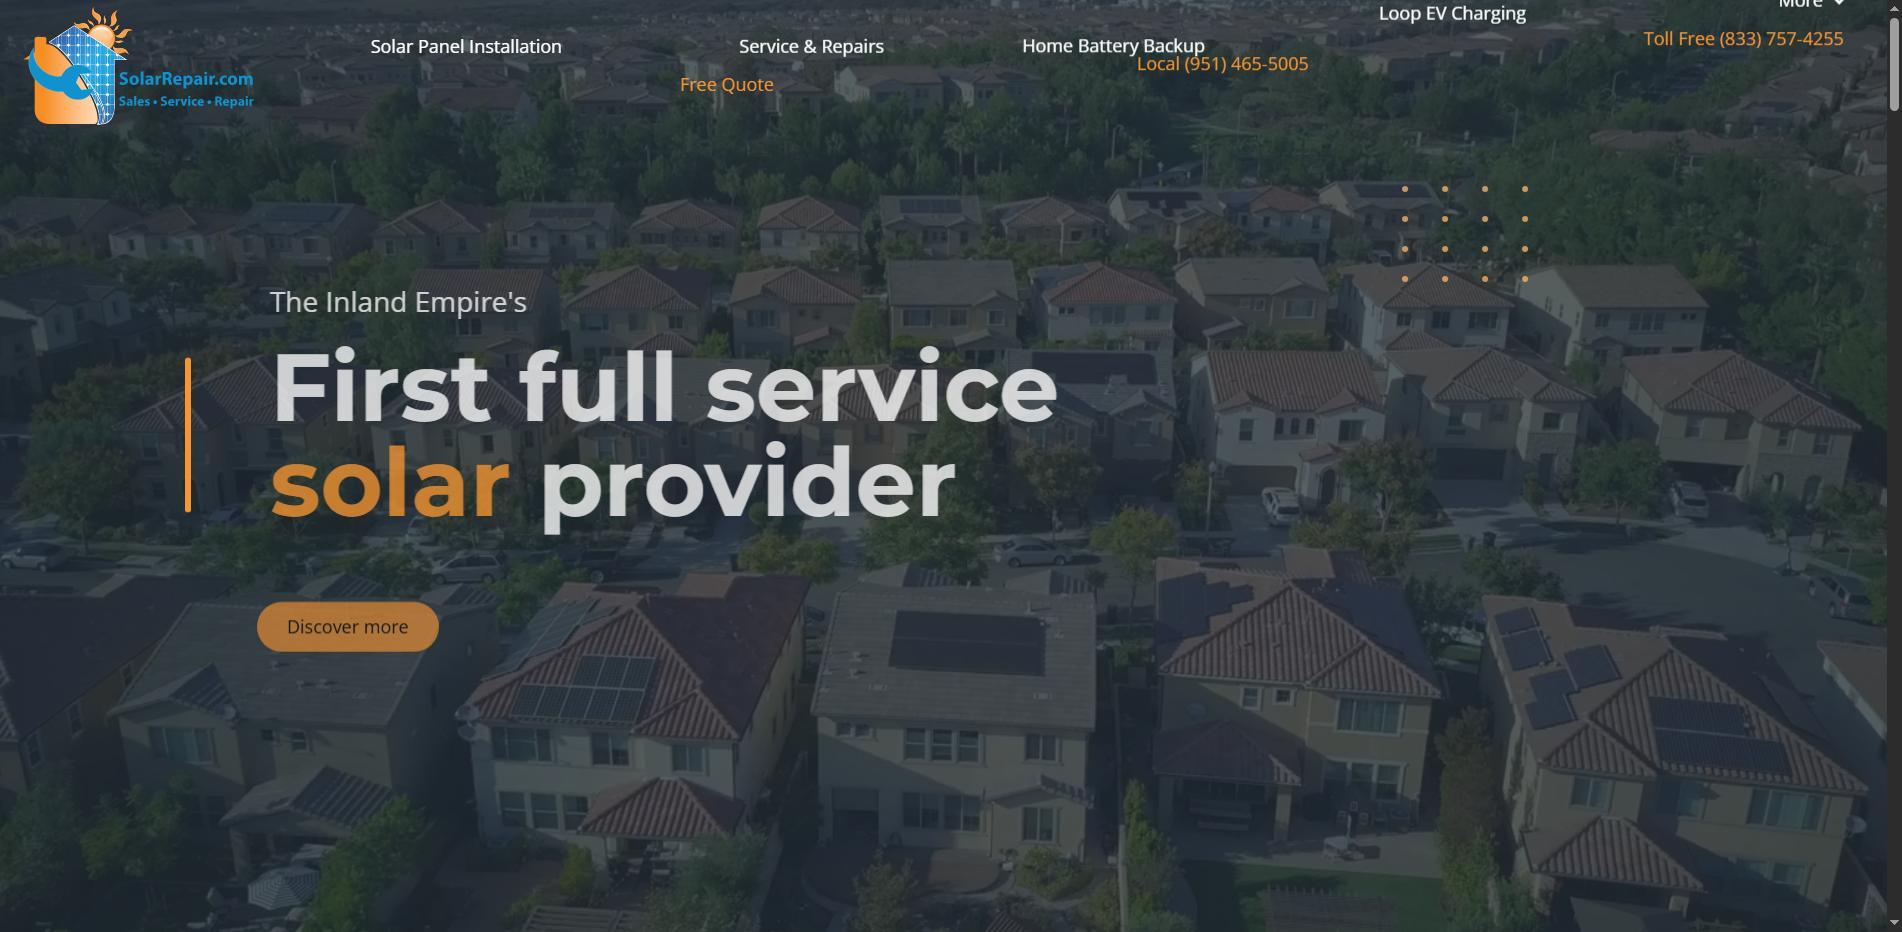 SolarRepair.com
Sales • Service • Repair
Solar Panel Installation
Service & Repairs
Home Battery Backup
Loop EV Charging
More
Free Quote
Local (951) 465-5005
Toll Free (833) 757-4255
The Inland Empire's
First full service
solar provider
Discover more